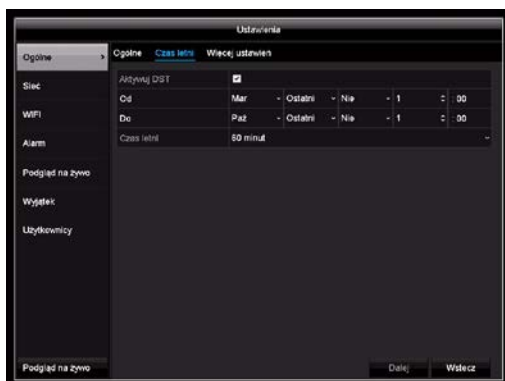 Ustawienia
Ogólne
Sieć
WIFI
Alarm
Podgląd na żywo
Wyjątek
Użytkownicy
Podgląd na żywo
Ogólne Czas letni Więcej ustawien
Aktywuj DST
Od Mar Ostatni Nie 1 : 00
Do Paź Ostatni Nie 1 : 00
Czas letni 60 minut
Dalej Wstecz